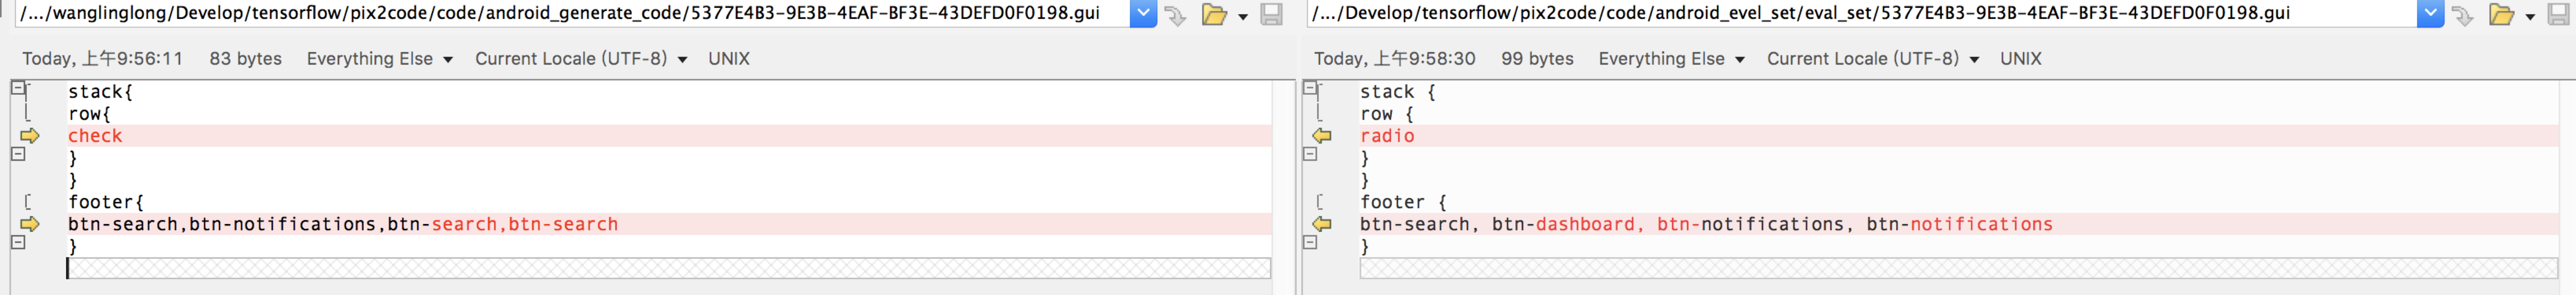 /.../wanglinglong/Develop/tensorflow/pix2code/code/android_generate_code/5377E4B3-9E3B-4EAF-BF3E-43DEFD0F0198.gui
Today, 上午9:56:11 83 bytes Everything Else Current Locale (UTF-8) UNIX
stack{
row{
check
}
}
footer{
btn-search,btn-notifications,btn-search,btn-search
}
/.../Develop/tensorflow/pix2code/code/android_evel_set/eval_set/5377E4B3-9E3B-4EAF-BF3E-43DEFD0F0198.gui
Today, 上午9:58:30 99 bytes Everything Else Current Locale (UTF-8) UNIX
stack {
row {
radio
}
}
footer {
btn-search, btn-dashboard, btn-notifications, btn-notifications
}